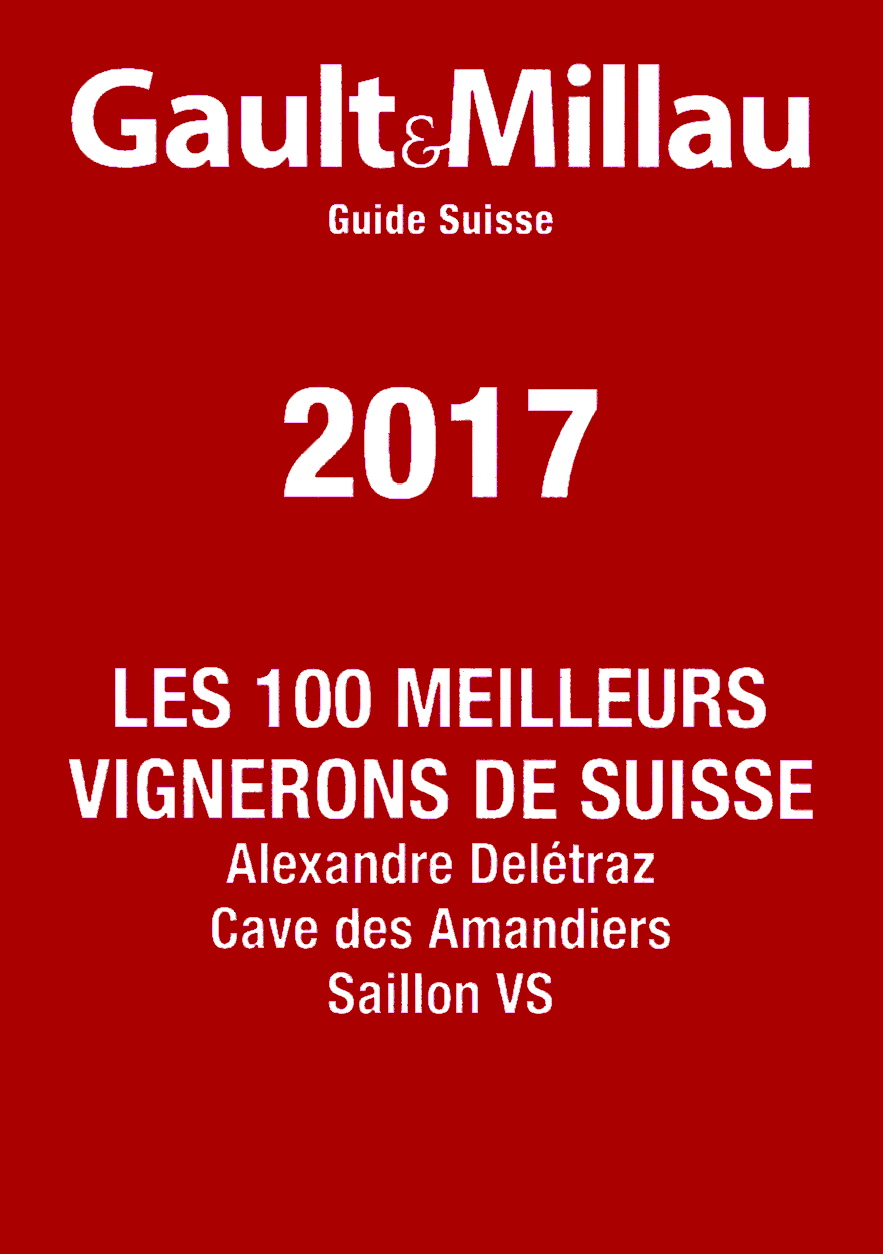 Gault&Millau
Guide Suisse
2017
LES 100 MEILLEURS
VIGNERONS DE SUISSE
Alexandre Delétraz
Cave des Amandiers
Saillon VS